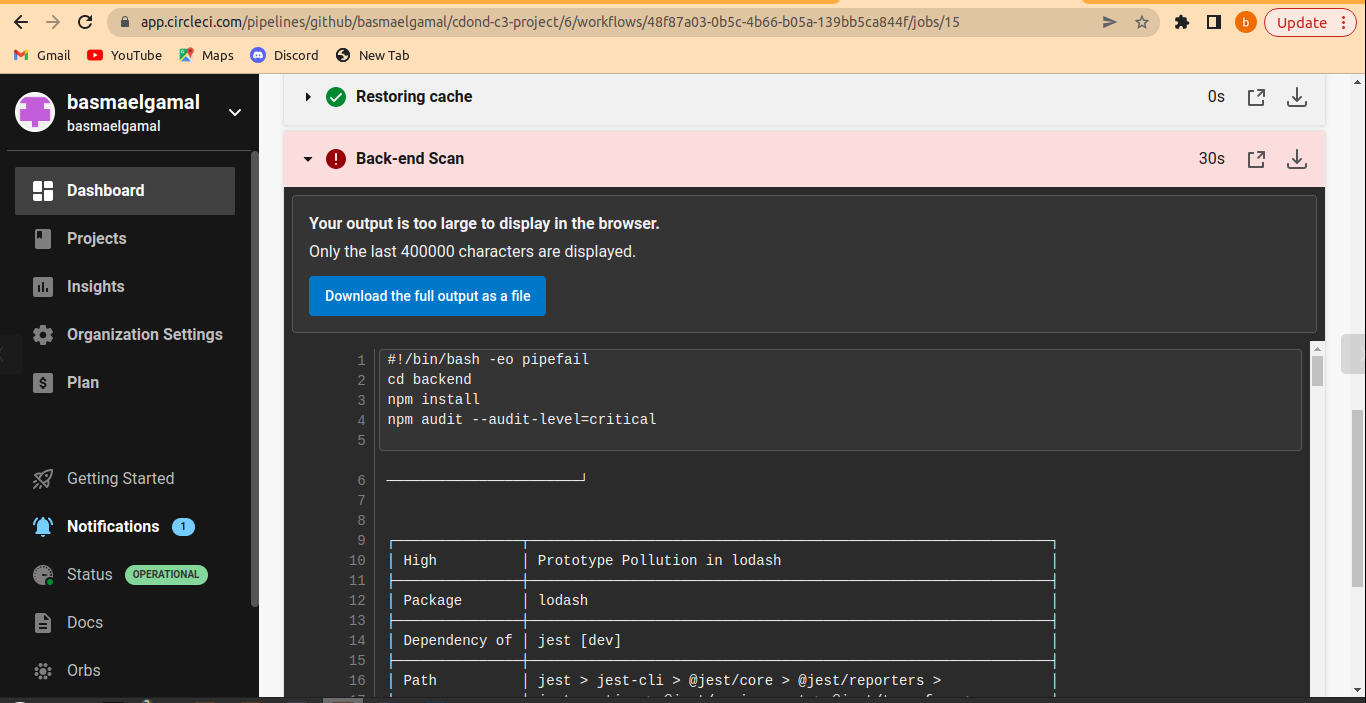 app.circleci.com/pipelines/github/basmaelgamal/cdond-c3-project/6/workflows/48f87a03-0b5c-4b66-b05a-139bb5ca844f/jobs/15
b
Update
Gmail
YouTube
Maps
Discord
New Tab
basmaelgamal
basmaelgamal
Dashboard
Projects
Insights
Organization Settings
$ Plan
Getting Started
Notifications 1
Status OPERATIONAL
Docs
Orbs
Restoring cache 0s
! Back-end Scan 30s
Your output is too large to display in the browser.
Only the last 400000 characters are displayed.
Download the full output as a file
1 #!/bin/bash -eo pipefail
2 cd backend
3 npm install
4 npm audit --audit-level=critical
5
6
7
8
9
10 High Prototype Pollution in lodash
11
12 Package lodash
13
14 Dependency of jest [dev]
15
16 Path jest > jest-cli > @jest/core > @jest/reporters >